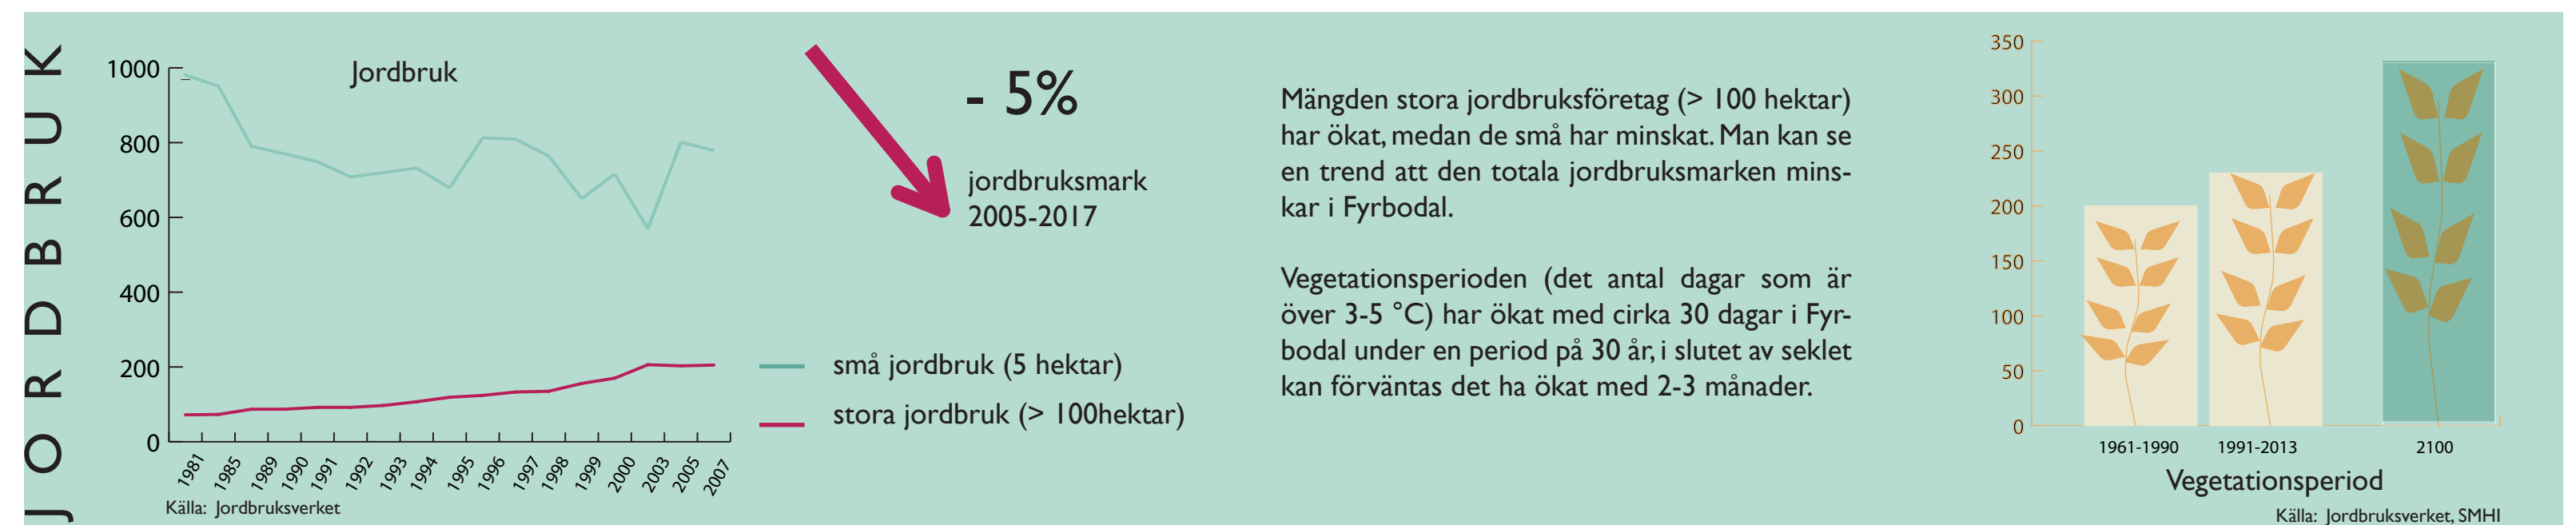 JORDBRUK
Jordbruk
1000
800
600
400
200
0
1981
1985
1989
1990
1991
1992
1993
1994
1995
1996
1997
1998
1999
2000
2003
2005
2007
Källa: Jordbruksverket
- 5%
jordbruksmark
2005-2017
små jordbruk (5 hektar)
stora jordbruk (> 100hektar)
Mängden stora jordbruksföretag (> 100 hektar)
har ökat, medan de små har minskat. Man kan se
en trend att den totala jordbruksmarken mins-
kar i Fyrbodal.
Vegetationsperioden (det antal dagar som är
över 3-5 °C) har ökat med cirka 30 dagar i Fyr-
bodal under en period på 30 år, i slutet av seklet
kan förväntas det ha ökat med 2-3 månader.
350
300
250
200
150
100
50
0
1961-1990
1991-2013
2100
Vegetationsperiod
Källa: Jordbruksverket, SMHI